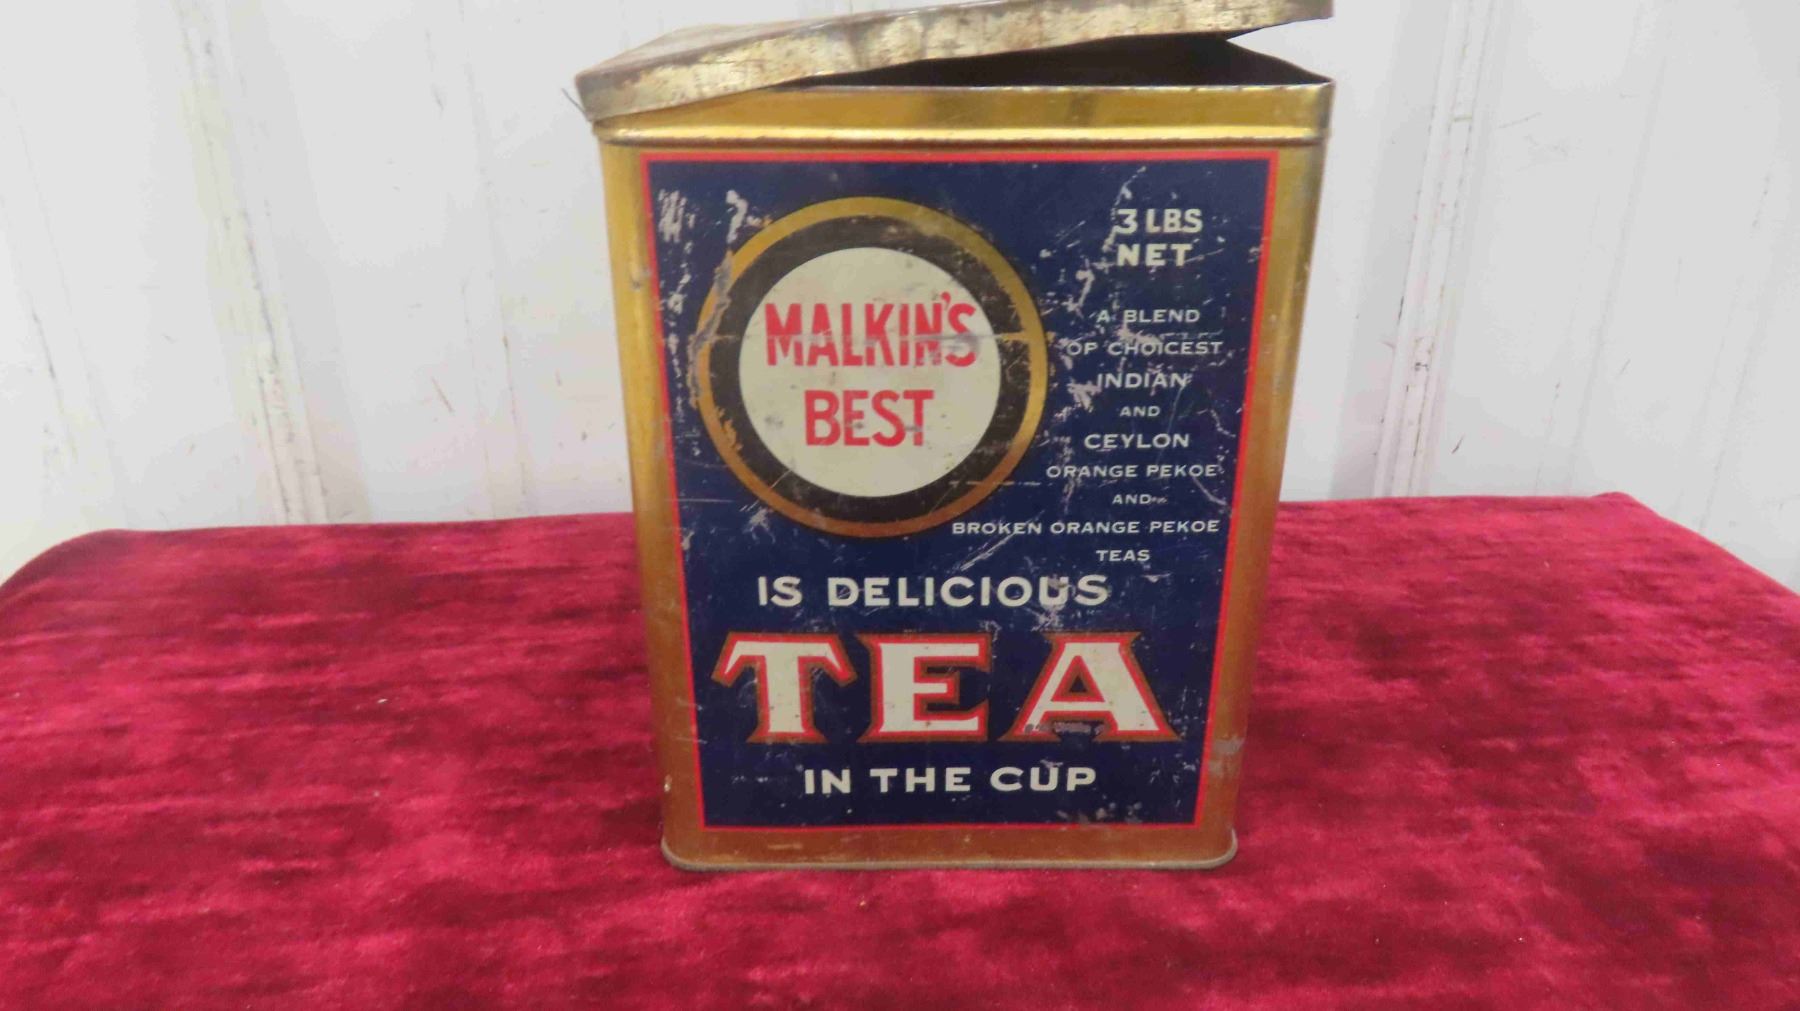 MALKIN'S
BEST
3 LBS
NET
A BLEND
OF CHOICEST
INDIAN
AND
CEYLON
ORANGE PEKOE
AND
BROKEN ORANGE PEKOE
TEAS
IS DELICIOUS
TEA
IN THE CUP